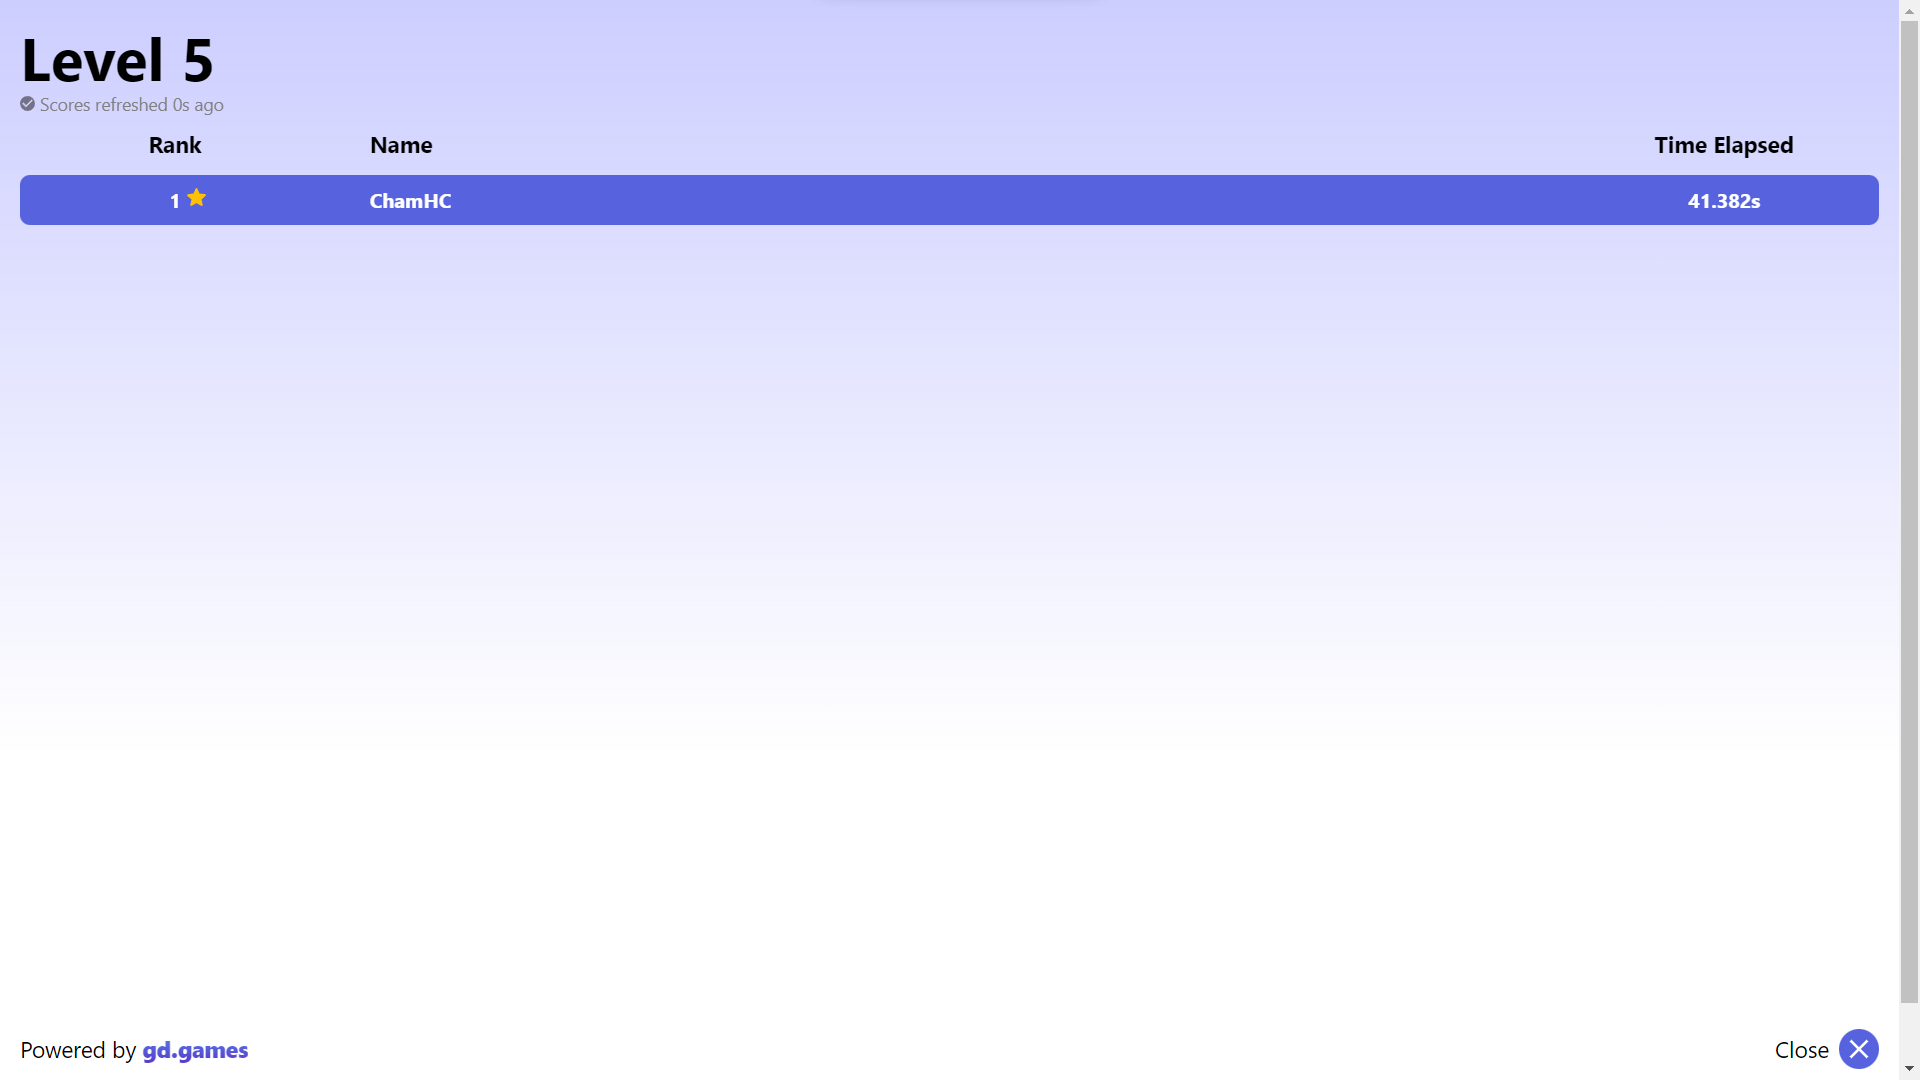 Level 5
Scores refreshed 0s ago
Rank Name Time Elapsed
1 ChamHC 41.382s
Powered by gd.games
Close